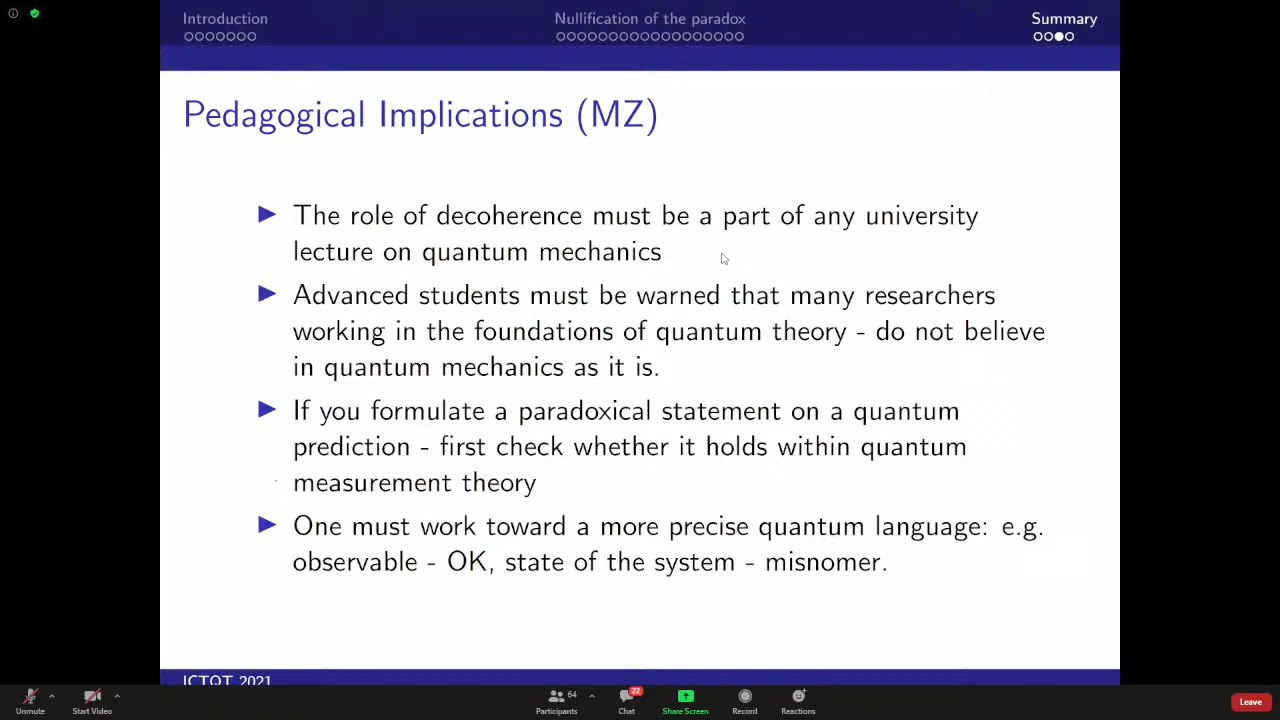 Introduction
Nullification of the paradox
Summary
Pedagogical Implications (MZ)
The role of decoherence must be a part of any university
lecture on quantum mechanics
Advanced students must be warned that many researchers
working in the foundations of quantum theory - do not believe
in quantum mechanics as it is.
If you formulate a paradoxical statement on a quantum
prediction - first check whether it holds within quantum
measurement theory
One must work toward a more precise quantum language: e.g.
observable - OK, state of the system - misnomer.
ICTQT 2021
Unmute
Start Video
64
Participants
22
Chat
Share Screen
Record
Reactions
Leave